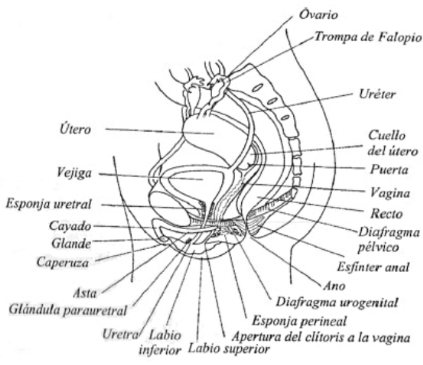 Óvario
Trompa de Falopio
Uréter
Útero
Cuello
del útero
Puerta
Vejiga
Vagina
Esponja uretral
Recto
Cayado
Diafragma
pélvico
Glande
Caperuza
Esfínter anal
Asta
Ano
Glándula parauretral
Diafragma urogenital
Esponja perineal
Uretra
Labio
inferior
Labio superior
Apertura del clítoris a la vagina